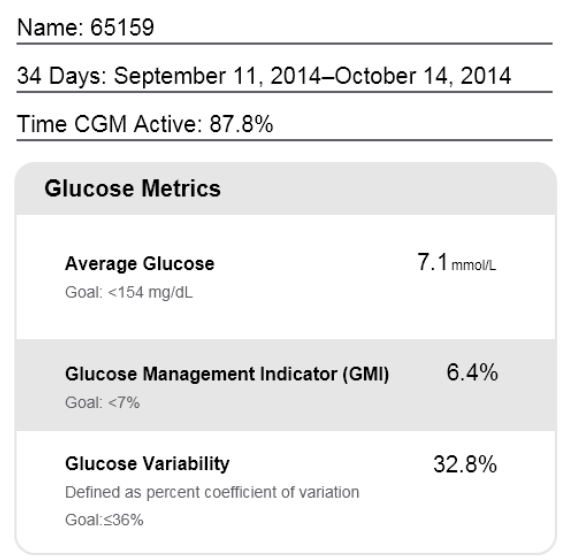 Name: 65159
34 Days: September 11, 2014–October 14, 2014
Time CGM Active: 87.8%
Glucose Metrics
Average Glucose 7.1 mmol/L
Goal: <154 mg/dL
Glucose Management Indicator (GMI) 6.4%
Goal: <7%
Glucose Variability 32.8%
Defined as percent coefficient of variation
Goal:≤36%